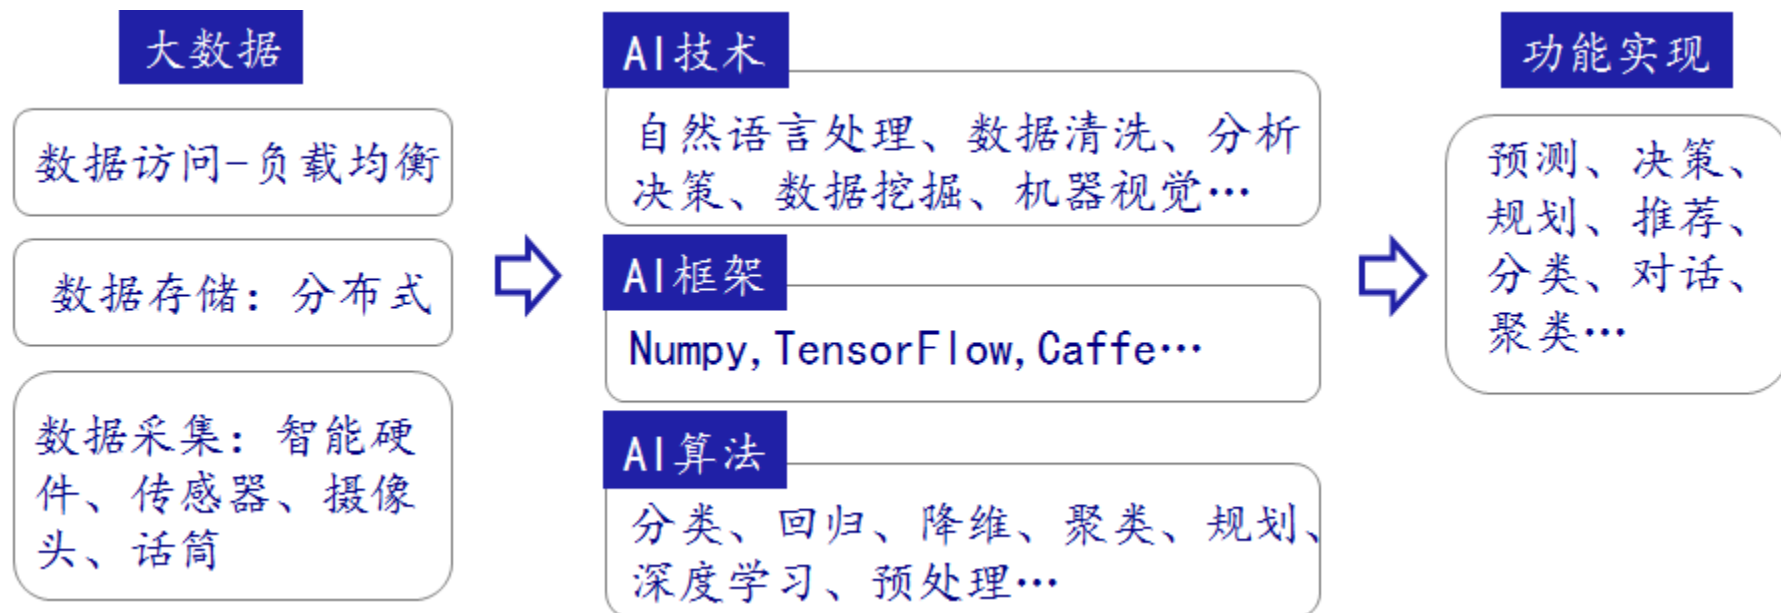 大数据
数据访问-负载均衡
数据存储：分布式
数据采集：智能硬
件、传感器、摄像
头、话筒
AI技术
自然语言处理、数据清洗、分析
决策、数据挖掘、机器视觉…
AI框架
Numpy,TensorFlow,Caffe…
AI算法
分类、回归、降维、聚类、规划、
深度学习、预处理…
功能实现
预测、决策、
规划、推荐、
分类、对话、
聚类…